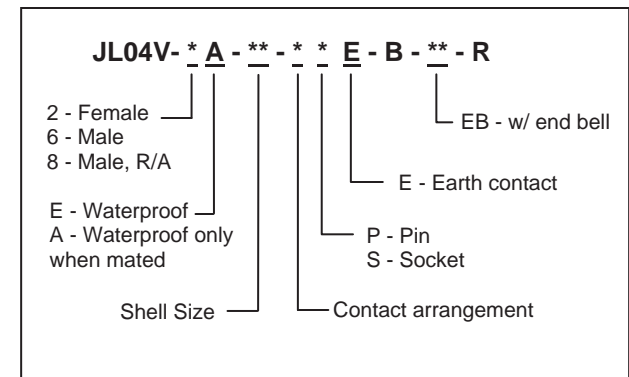 JL04V- * A - ** - * * E - B - ** - R
2 - Female
6 - Male
8 - Male, R/A
EB - w/ end bell
E - Earth contact
E - Waterproof
A - Waterproof only
when mated
P - Pin
S - Socket
Shell Size
Contact arrangement